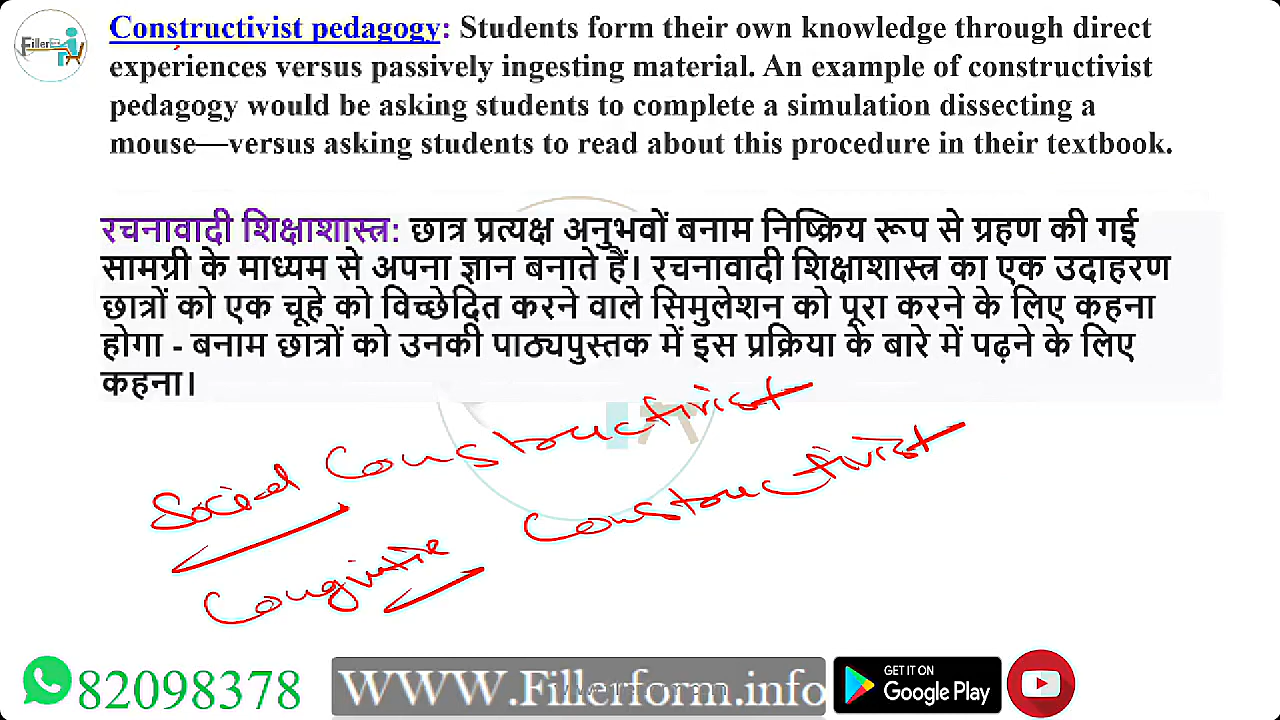 Constructivist pedagogy: Students form their own knowledge through direct
experiences versus passively ingesting material. An example of constructivist
pedagogy would be asking students to complete a simulation dissecting a
mouse—versus asking students to read about this procedure in their textbook.
रचनावादी शिक्षाशास्त्र: छात्र प्रत्यक्ष अनुभवों बनाम निष्क्रिय रूप से ग्रहण की गई
सामग्री के माध्यम से अपना ज्ञान बनाते हैं। रचनावादी शिक्षाशास्त्र का एक उदाहरण
छात्रों को एक चूहे को विच्छेदित करने वाले सिमुलेशन को पूरा करने के लिए कहना
होगा - बनाम छात्रों को उनकी पाठ्यपुस्तक में इस प्रक्रिया के बारे में पढ़ने के लिए
कहना।
Social Constructivist
Constructivist
82098378
WWW.Fillerform.info
GET IT ON
Google Play